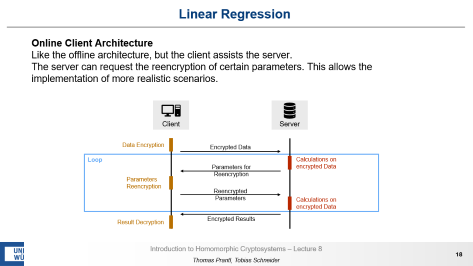 Linear Regression
Online Client Architecture
Like the offline architecture, but the client assists the server.
The server can request the reencryption of certain parameters. This allows the
implementation of more realistic scenarios.
Client
Server
Data Encryption
Encrypted Data
Loop
Calculations on
encrypted Data
Parameters for
Reencryption
Parameters
Reencryption
Reencrypted
Parameters
Calculations on
encrypted Data
Encrypted Results
Result Decryption
UNI
WÜ
Introduction to Homomorphic Cryptosystems – Lecture 8
Thomas Prantl, Tobias Schneider
18